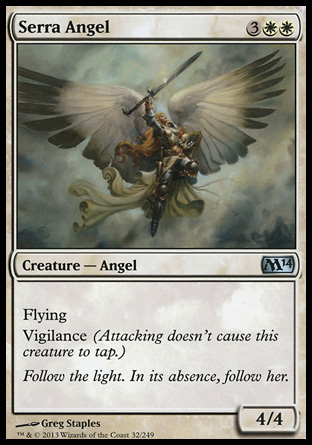 Serra Angel 3
Creature — Angel M14
Flying
Vigilance (Attacking doesn't cause this
creature to tap.)
Follow the light. In its absence, follow her.
Greg Staples
™ & © 2013 Wizards of the Coast 32/249
4/4